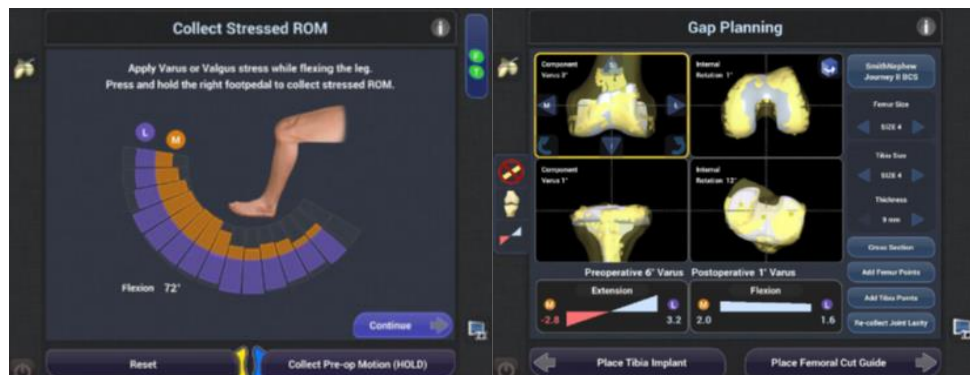 Collect Stressed ROM
i
Apply Varus or Valgus stress while flexing the leg.
Press and hold the right footpedal to collect stressed ROM.
L
M
F
T
Flexion 72°
Continue
Reset
Collect Pre-op Motion (HOLD)
Gap Planning
i
Component
Varus 3°
M
L
Internal
Rotation 1°
Component
Varus 1°
Internal
Rotation 12°
SmithNephew
Journey II BCS
Femur Size
SIZE 4
Tibia Size
SIZE 4
Thickness
9 mm
Cross Section
Add Femur Points
Add Tibia Points
Re-collect Joint Laxity
Preoperative 6° Varus Postoperative 1° Varus
Extension
M
L
-2.8
3.2
Flexion
M
L
2.0
1.6
Place Tibia Implant
Place Femoral Cut Guide